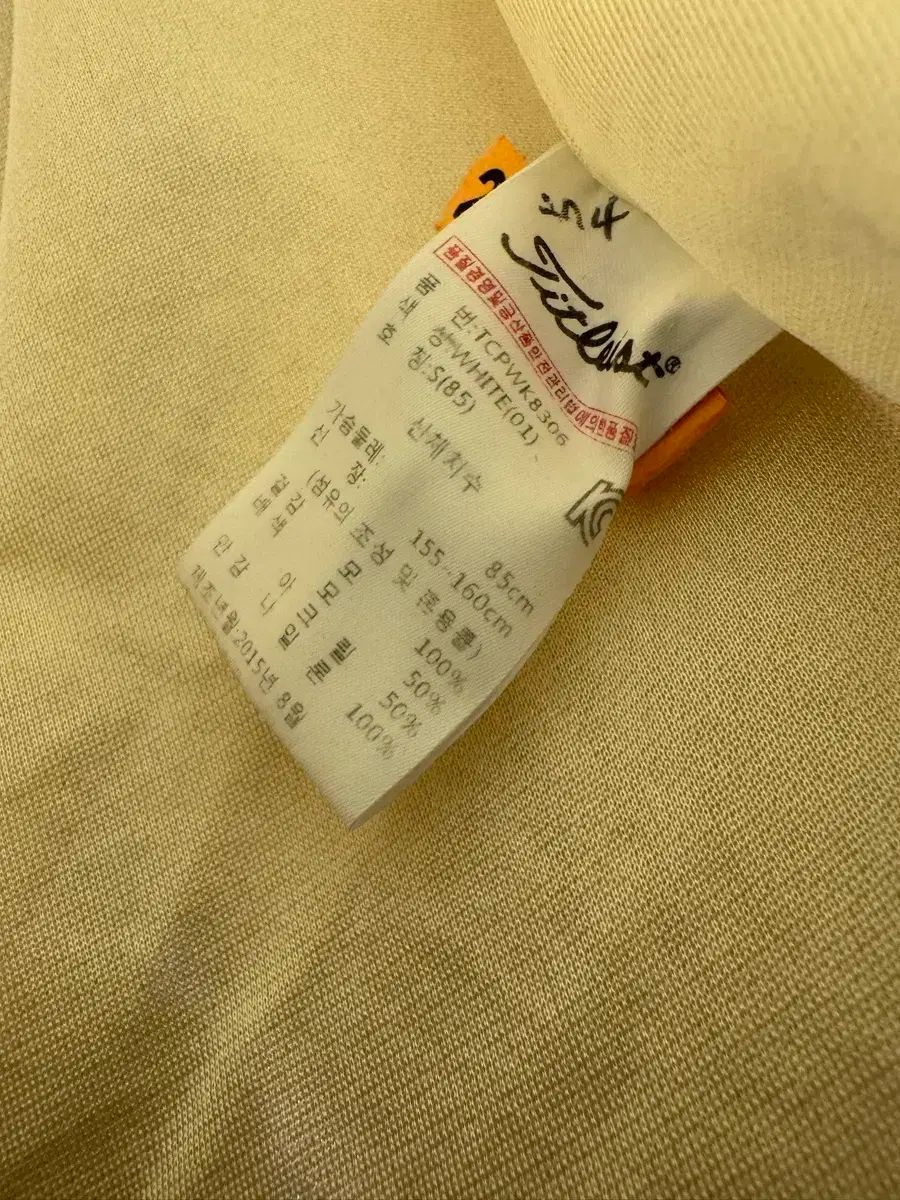 2
54
Titleist®
품질경영및공산품안전관리법에의한품질표
품 번: TCPWK8306
색 상: WHITE(01)
호 칭: S(85)
신체치수
가슴둘레: 85cm
신 장: 155~160cm
(섬유의 조성 및 혼용률)
겉감 모 100%
배색 모 50%
아크릴 50%
안감 나일론 100%
제조년월 2015년 8월